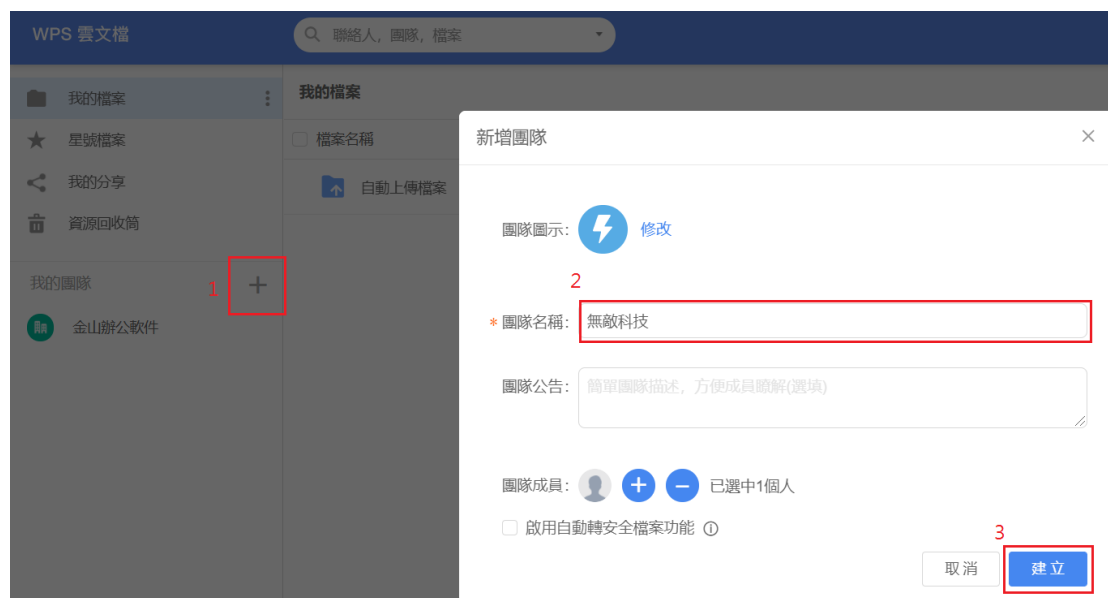 WPS 雲文檔
聯絡人, 團隊, 檔案
我的檔案
星號檔案
我的分享
資源回收筒
我的團隊
1
金山辦公軟件
我的檔案
檔案名稱
自動上傳檔案
新增團隊
團隊圖示:
修改
2
* 團隊名稱:
無敵科技
團隊公告:
簡單團隊描述，方便成員瞭解(選填)
團隊成員:
已選中1個人
啟用自動轉安全檔案功能
3
取消
建立